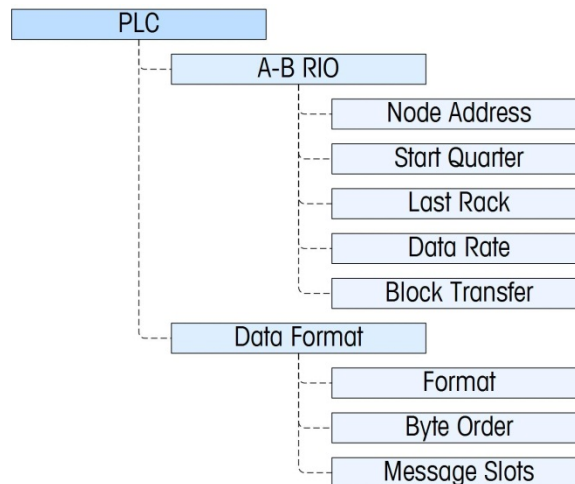 PLC
A-B RIO
Node Address
Start Quarter
Last Rack
Data Rate
Block Transfer
Data Format
Format
Byte Order
Message Slots